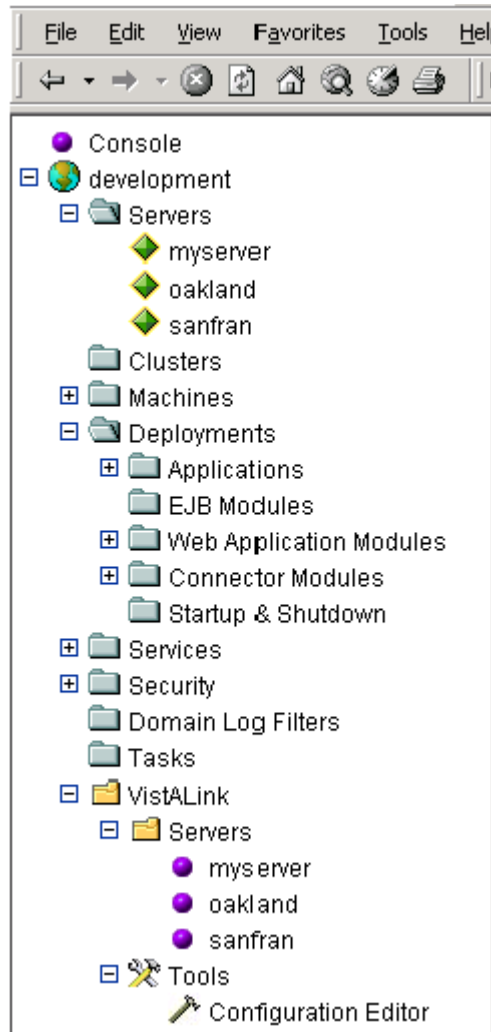 File Edit View Favorites Tools Hel
Console
development
Servers
myserver
oakland
sanfran
Clusters
Machines
Deployments
Applications
EJB Modules
Web Application Modules
Connector Modules
Startup & Shutdown
Services
Security
Domain Log Filters
Tasks
VistALink
Servers
myserver
oakland
sanfran
Tools
Configuration Editor